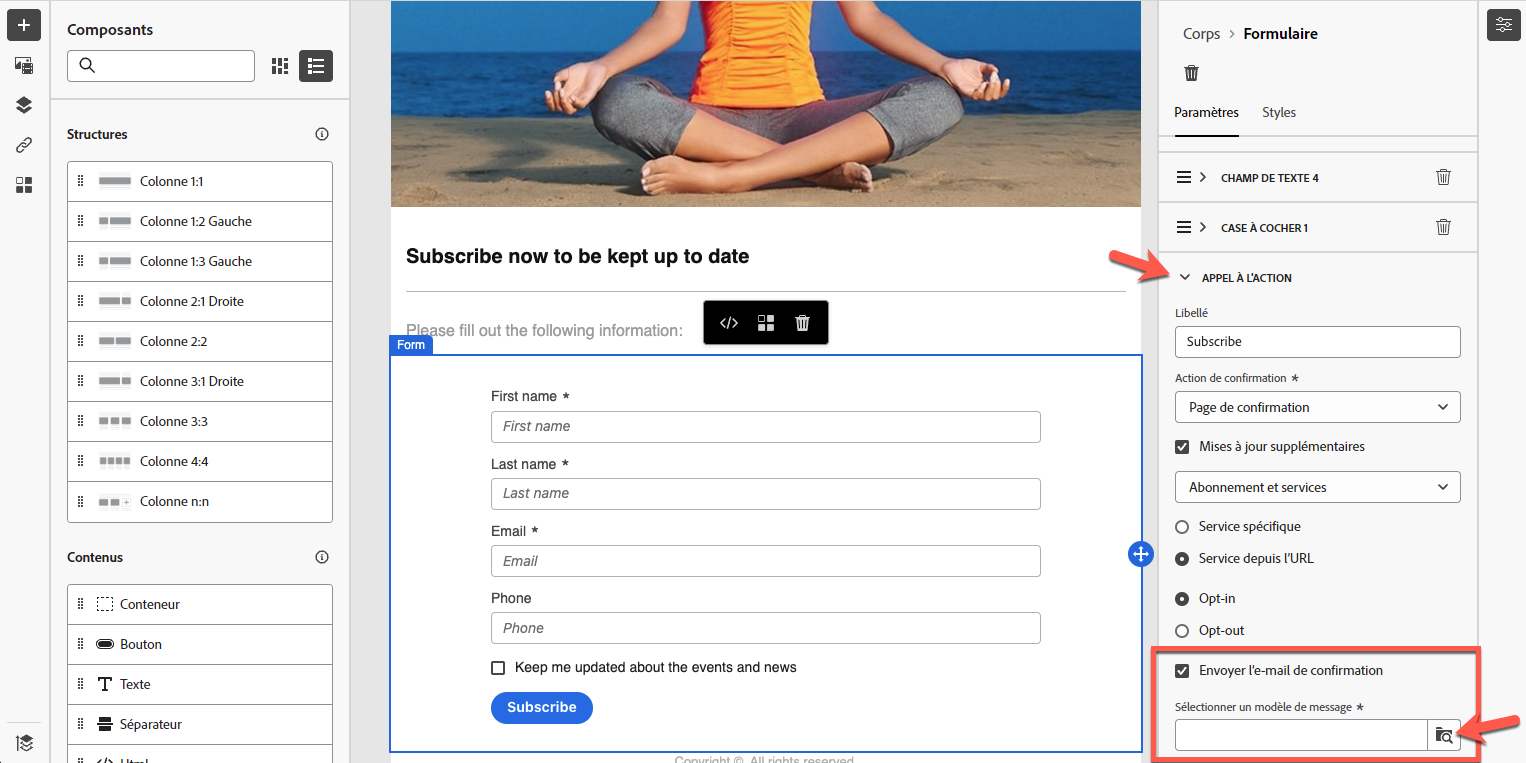 Composants
Structures
Colonne 1:1
Colonne 1:2 Gauche
Colonne 1:3 Gauche
Colonne 2:1 Droite
Colonne 2:2
Colonne 3:1 Droite
Colonne 3:3
Colonne 4:4
Colonne n:n
Contenus
Conteneur
Bouton
Texte
Séparateur
Html
Subscribe now to be kept up to date
Please fill out the following information:
Form
First name *
First name
Last name *
Last name
Email *
Email
Phone
Phone
Keep me updated about the events and news
Subscribe
Copyright ©. All rights reserved
Corps > Formulaire
Paramètres Styles
CHAMP DE TEXTE 4
CASE À COCHER 1
APPEL À L'ACTION
Libellé
Subscribe
Action de confirmation *
Page de confirmation
Mises à jour supplémentaires
Abonnement et services
Service spécifique
Service depuis l'URL
Opt-in
Opt-out
Envoyer l'e-mail de confirmation
Sélectionner un modèle de message *